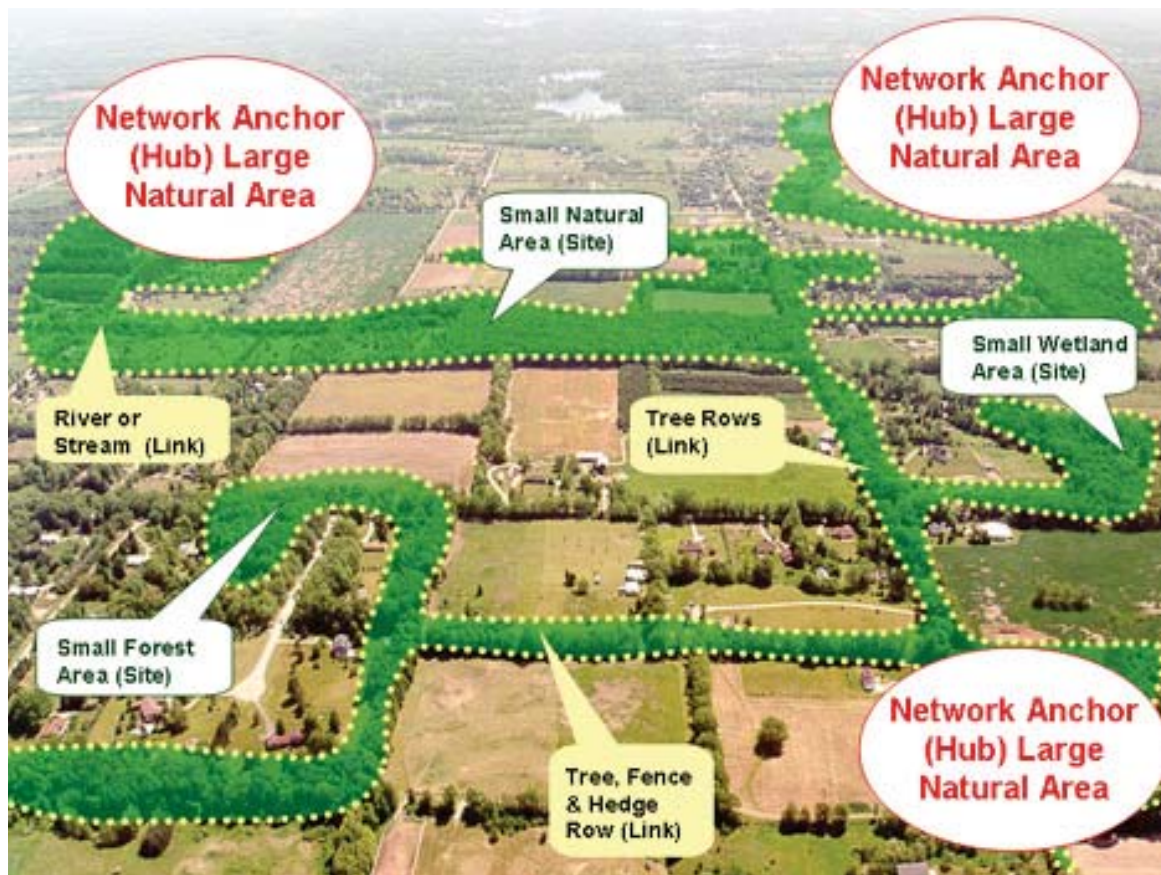 Network Anchor
(Hub) Large
Natural Area
Network Anchor
(Hub) Large
Natural Area
Small Natural
Area (Site)
Small Wetland
Area (Site)
River or
Stream (Link)
Tree Rows
(Link)
Small Forest
Area (Site)
Tree, Fence
& Hedge
Row (Link)
Network Anchor
(Hub) Large
Natural Area